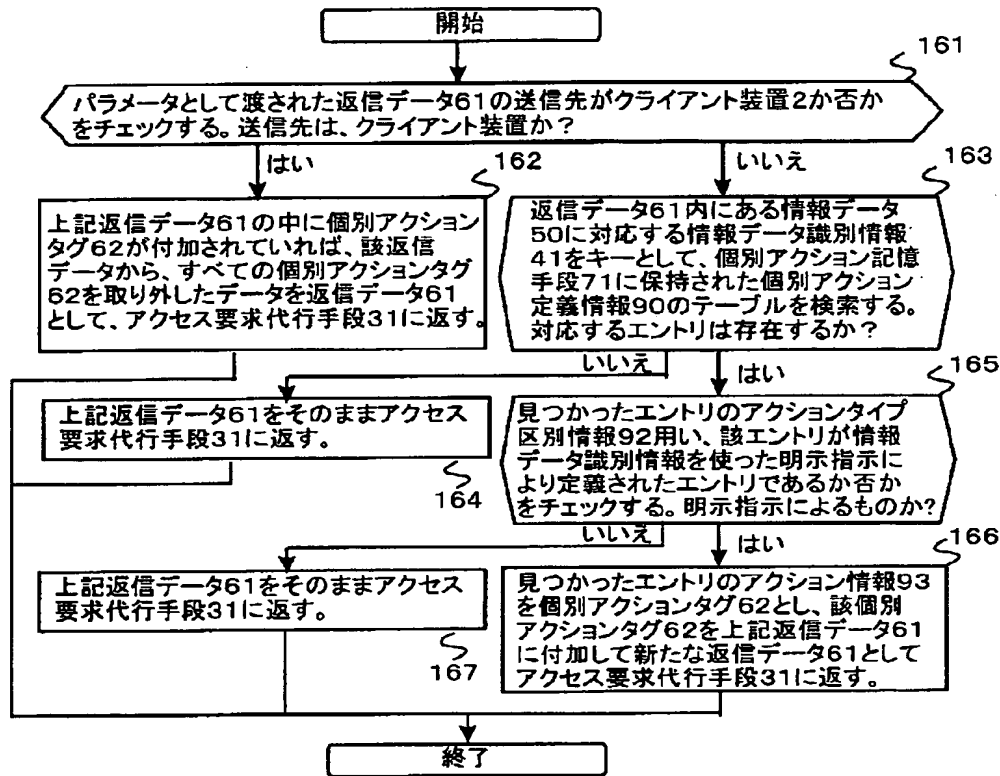 開始
161
パラメータとして渡された返信データ61の送信先がクライアント装置2か否か
をチェックする。送信先は、クライアント装置か?
はい
162
いいえ
163
上記返信データ61の中に個別アクション
タグ62が付加されていれば、該返信
データから、すべての個別アクションタグ
62を取り外したデータを返信データ61
として、アクセス要求代行手段31に返す。
返信データ61内にある情報データ
50に対応する情報データ識別情報
41をキーとして、個別アクション記憶
手段71に保持された個別アクション
定義情報90のテーブルを検索する。
対応するエントリは存在するか?
いいえ
はい
165
上記返信データ61をそのままアクセス
要求代行手段31に返す。
164
見つかったエントリのアクションタイプ
区別情報92用い、該エントリが情報
データ識別情報を使った明示指示に
より定義されたエントリであるか否か
をチェックする。明示指示によるものか?
いいえ
はい
166
上記返信データ61をそのままアクセス
要求代行手段31に返す。
167
見つかったエントリのアクション情報93
を個別アクションタグ62とし、該個別
アクションタグ62を上記返信データ61
に付加して新たな返信データ61として
アクセス要求代行手段31に返す。
終了